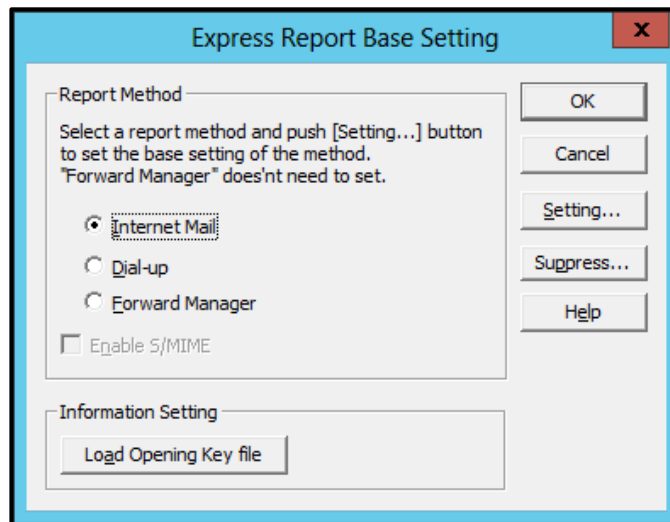 Express Report Base Setting
x
Report Method
Select a report method and push [Setting...] button
to set the base setting of the method.
"Forward Manager" does'nt need to set.
Internet Mail
Dial-up
Forward Manager
Enable S/MIME
OK
Cancel
Setting...
Suppress...
Help
Information Setting
Load Opening Key file